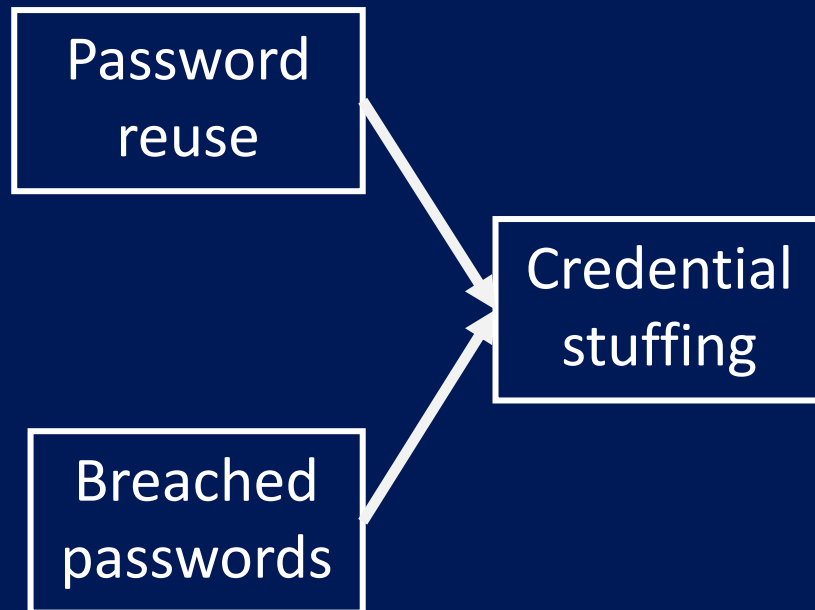 Password
reuse
Credential
stuffing
Breached
passwords